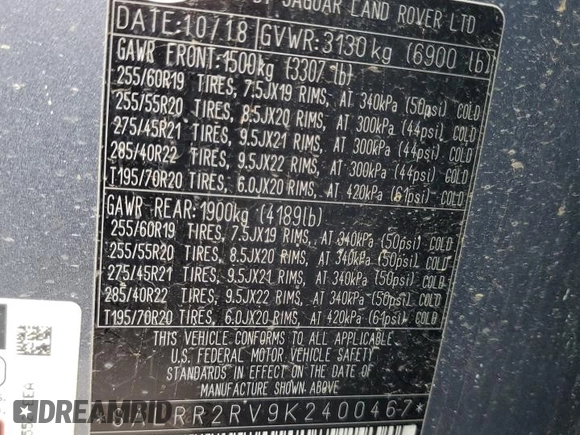 BY JAGUAR LAND ROVER LTD
DATE:10/18 GVWR:3130kg (6900 lb)
GAWR FRONT:1500kg (3307 lb)
255/60R19 TIRES, 7.5JX19 RIMS, AT 340kPa (50psi) COLD
255/55R20 TIRES, 8.5JX20 RIMS, AT 300kPa (44psi) COLD
275/45R21 TIRES, 9.5JX21 RIMS, AT 300kPa (44psi) COLD
285/40R22 TIRES, 9.5JX22 RIMS, AT 300kPa (44psi) COLD
T195/70R20 TIRES, 6.0JX20 RIMS, AT 420kPa (61psi) COLD
GAWR REAR:1900kg (4189lb)
255/60R19 TIRES, 7.5JX19 RIMS, AT 340kPa (50psi) COLD
255/55R20 TIRES, 8.5JX20 RIMS, AT 340kPa (50psi) COLD
275/45R21 TIRES, 9.5JX21 RIMS, AT 340kPa (50psi) COLD
285/40R22 TIRES, 9.5JX22 RIMS, AT 340kPa (50psi) COLD
T195/70R20 TIRES, 6.0JX20 RIMS, AT 420kPa (61psi) COLD
THIS VEHICLE CONFORMS TO ALL APPLICABLE
U.S. FEDERAL MOTOR VEHICLE SAFETY
STANDARDS IN EFFECT ON THE DATE OF
MANUFACTURE SHOWN ABOVE.
*SALRR2RV9K2400467*
DREAMBID